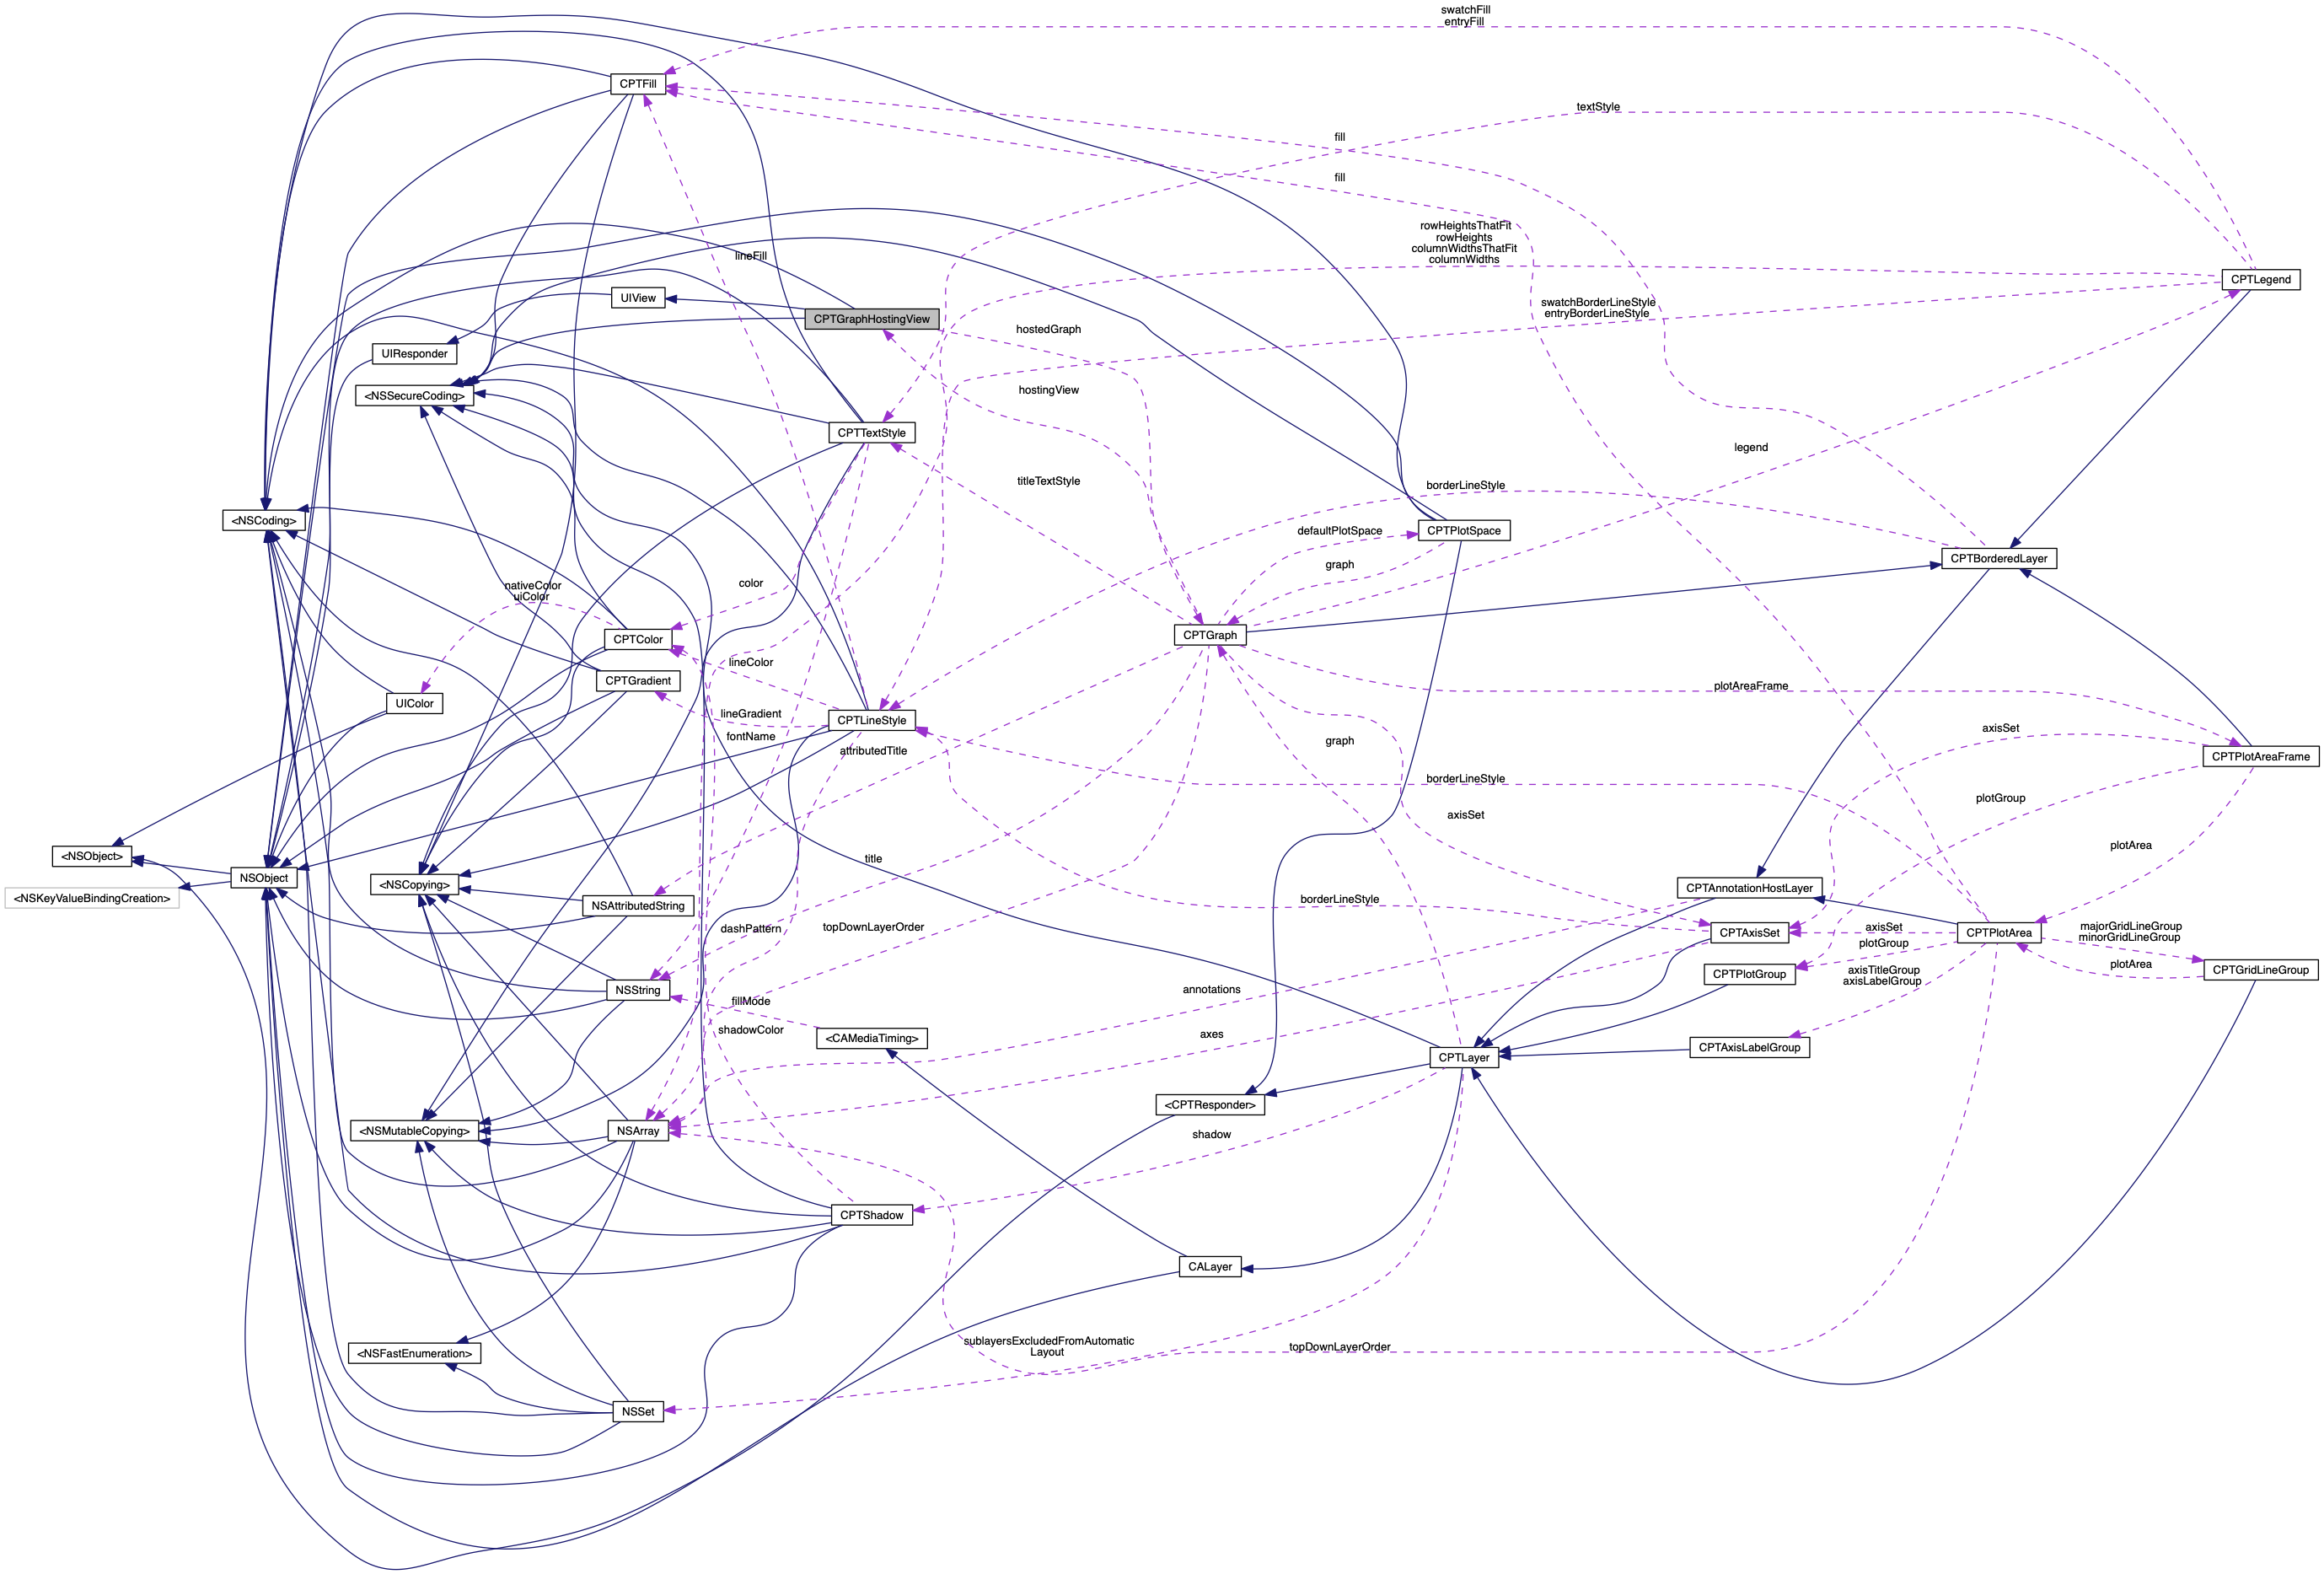 swatchFill
entryFill
CPTFill
textStyle
fill
fill
rowHeightsThatFit
rowHeights
columnWidthsThatFit
columnWidths
lineFill
CPTLegend
UIView
CPTGraphHostingView
swatchBorderLineStyle
entryBorderLineStyle
hostedGraph
UIResponder
<NSSecureCoding>
hostingView
CPTTextStyle
legend
titleTextStyle
borderLineStyle
<NSCoding>
defaultPlotSpace
CPTPlotSpace
CPTBorderedLayer
graph
nativeColor
uiColor
color
CPTColor
CPTGraph
lineColor
CPTGradient
plotAreaFrame
UIColor
lineGradient
CPTLineStyle
fontName
attributedTitle
graph
axisSet
CPTPlotAreaFrame
borderLineStyle
plotGroup
axisSet
plotArea
<NSObject>
title
NSObject
<NSCopying>
CPTAnnotationHostLayer
<NSKeyValueBindingCreation>
NSAttributedString
borderLineStyle
dashPattern
topDownLayerOrder
CPTAxisSet
axisSet
CPTPlotArea
majorGridLineGroup
minorGridLineGroup
plotGroup
plotArea
CPTGridLineGroup
CPTPlotGroup
axisTitleGroup
axisLabelGroup
NSString
annotations
fillMode
shadowColor
<CAMediaTiming>
axes
CPTLayer
CPTAxisLabelGroup
<CPTResponder>
<NSMutableCopying>
NSArray
shadow
CPTShadow
CALayer
sublayersExcludedFromAutomatic
Layout
topDownLayerOrder
<NSFastEnumeration>
NSSet